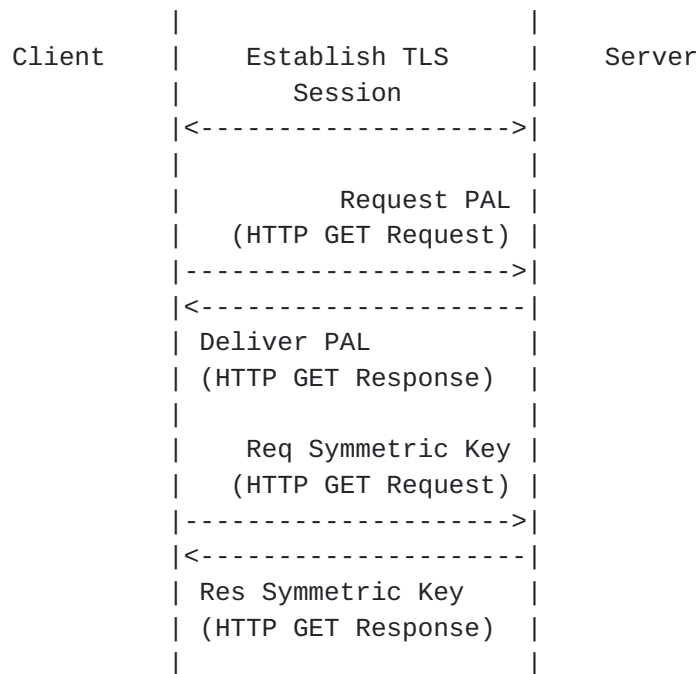 Client Establish TLS Server
Session
Request PAL
(HTTP GET Request)
Deliver PAL
(HTTP GET Response)
Req Symmetric Key
(HTTP GET Request)
Res Symmetric Key
(HTTP GET Response)